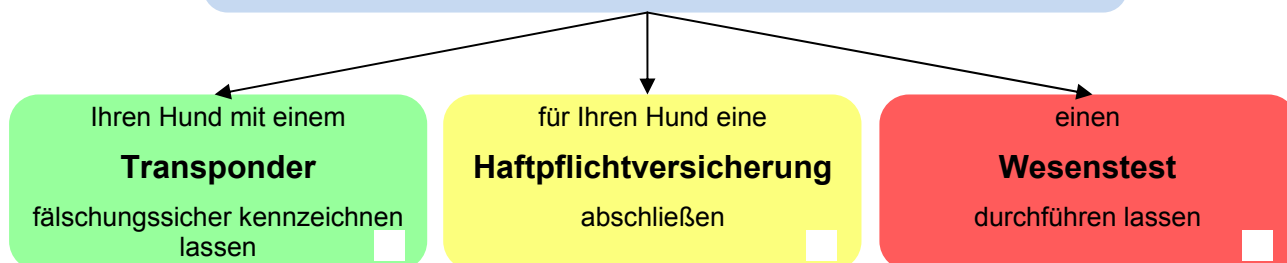 Ihren Hund mit einem
Transponder
fälschungssicher kennzeichnen
lassen
für Ihren Hund eine
Haftpflichtversicherung
abschließen
einen
Wesenstest
durchführen lassen